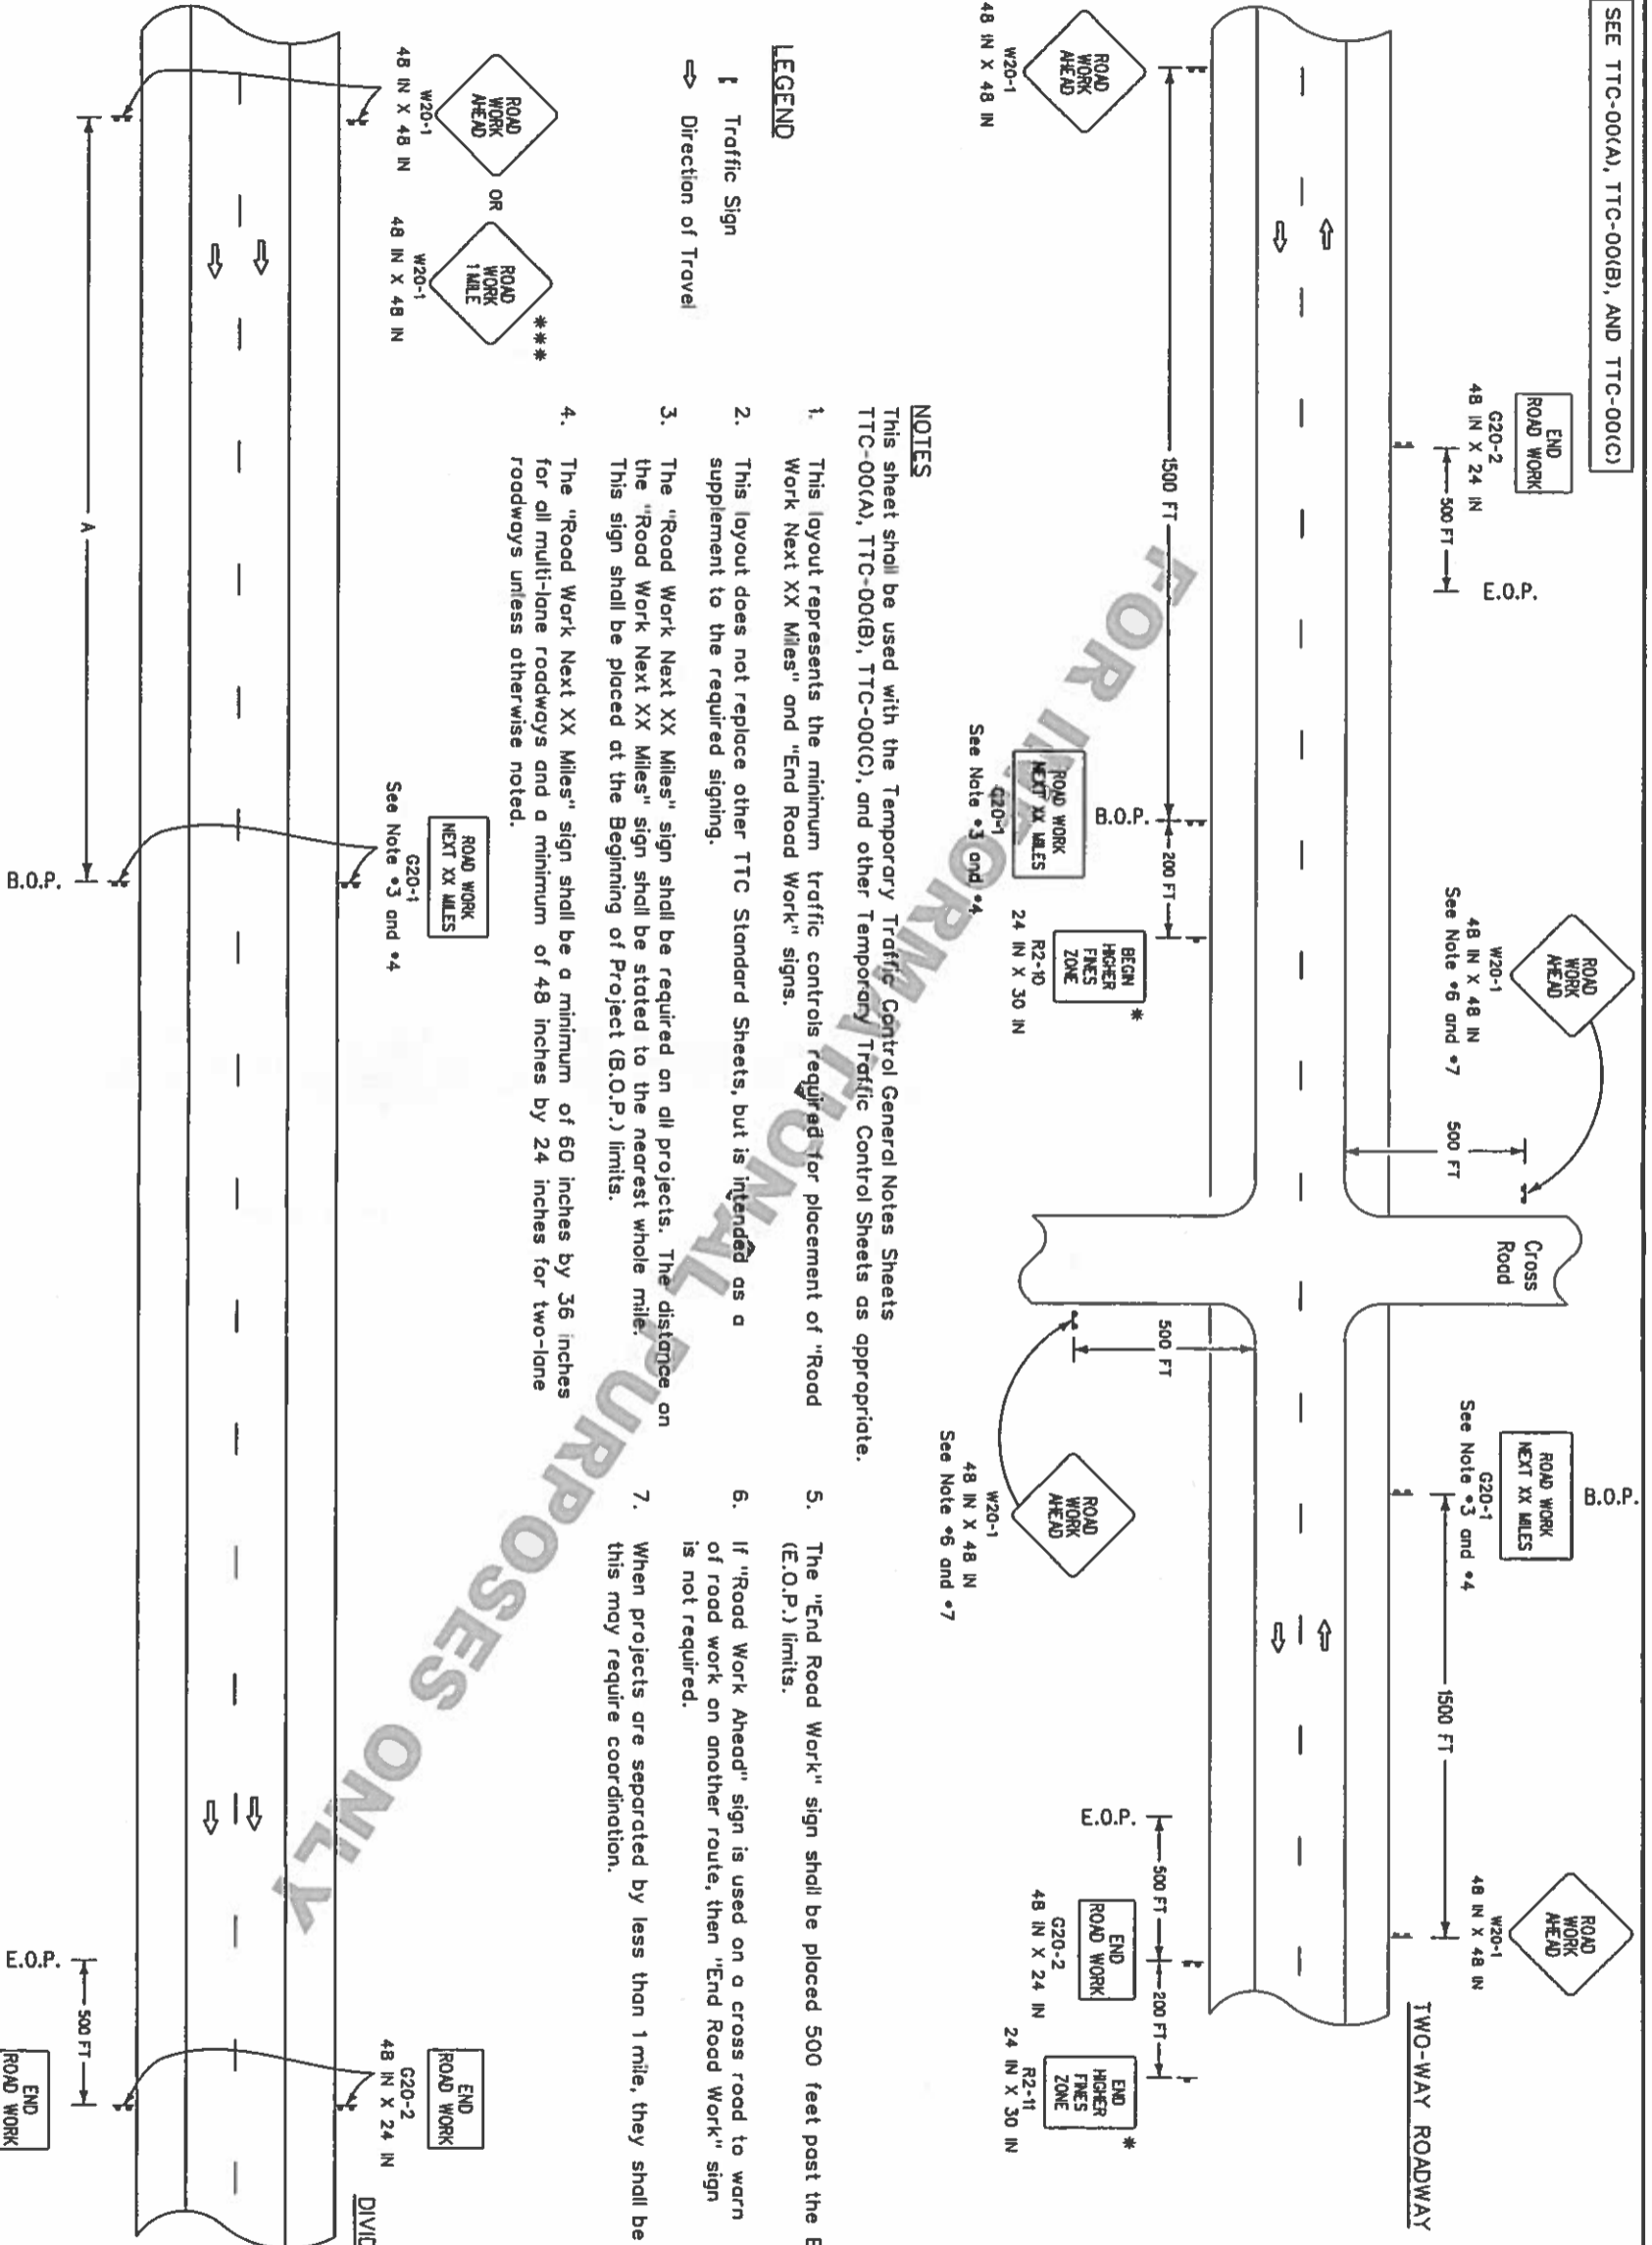 SEE TTC-00(A), TTC-00(B), AND TTC-00(C)
END
ROAD WORK
G20-2
48 IN X 24 IN
500 FT
E.O.P.
ROAD
WORK
AHEAD
W20-1
48 IN X 48 IN
See Note *6 and *7
500 FT
Cross
Road
B.O.P.
ROAD WORK
NEXT XX MILES
G20-1
See Note *3 and *4
1500 FT
ROAD
WORK
AHEAD
W20-1
48 IN X 48 IN
TWO-WAY ROADWAY
ROAD
WORK
AHEAD
W20-1
48 IN X 48 IN
1500 FT
B.O.P.
200 FT
ROAD WORK
NEXT XX MILES
G20-1
See Note *3 and *4
BEGIN
HIGHER
FINES
ZONE
*
R2-10
24 IN X 30 IN
500 FT
ROAD
WORK
AHEAD
W20-1
48 IN X 48 IN
See Note *6 and *7
E.O.P.
500 FT
200 FT
END
ROAD WORK
G20-2
48 IN X 24 IN
END
HIGHER
FINES
ZONE
*
R2-11
24 IN X 30 IN
LEGEND
Traffic Sign
Direction of Travel
NOTES
This sheet shall be used with the Temporary Traffic Control General Notes Sheets
TTC-00(A), TTC-00(B), TTC-00(C), and other Temporary Traffic Control Sheets as appropriate.
1. This layout represents the minimum traffic controls required for placement of "Road
Work Next XX Miles" and "End Road Work" signs.
2. This layout does not replace other TTC Standard Sheets, but is intended as a
supplement to the required signing.
3. The "Road Work Next XX Miles" sign shall be required on all projects. The distance on
the "Road Work Next XX Miles" sign shall be stated to the nearest whole mile.
This sign shall be placed at the Beginning of Project (B.O.P.) limits.
4. The "Road Work Next XX Miles" sign shall be a minimum of 60 inches by 36 inches
for all multi-lane roadways and a minimum of 48 inches by 24 inches for two-lane
roadways unless otherwise noted.
5. The "End Road Work" sign shall be placed 500 feet past the E
(E.O.P.) limits.
6. If "Road Work Ahead" sign is used on a cross road to warn
of road work on another route, then "End Road Work" sign
is not required.
7. When projects are separated by less than 1 mile, they shall be
this may require coordination.
FOR INFORMATIONAL PURPOSES ONLY
ROAD
WORK
AHEAD
W20-1
48 IN X 48 IN
OR
ROAD
WORK
1 MILE
***
W20-1
48 IN X 48 IN
A
ROAD WORK
NEXT XX MILES
G20-1
See Note *3 and *4
B.O.P.
END
ROAD WORK
G20-2
48 IN X 24 IN
DIVID
E.O.P.
500 FT
END
ROAD WORK